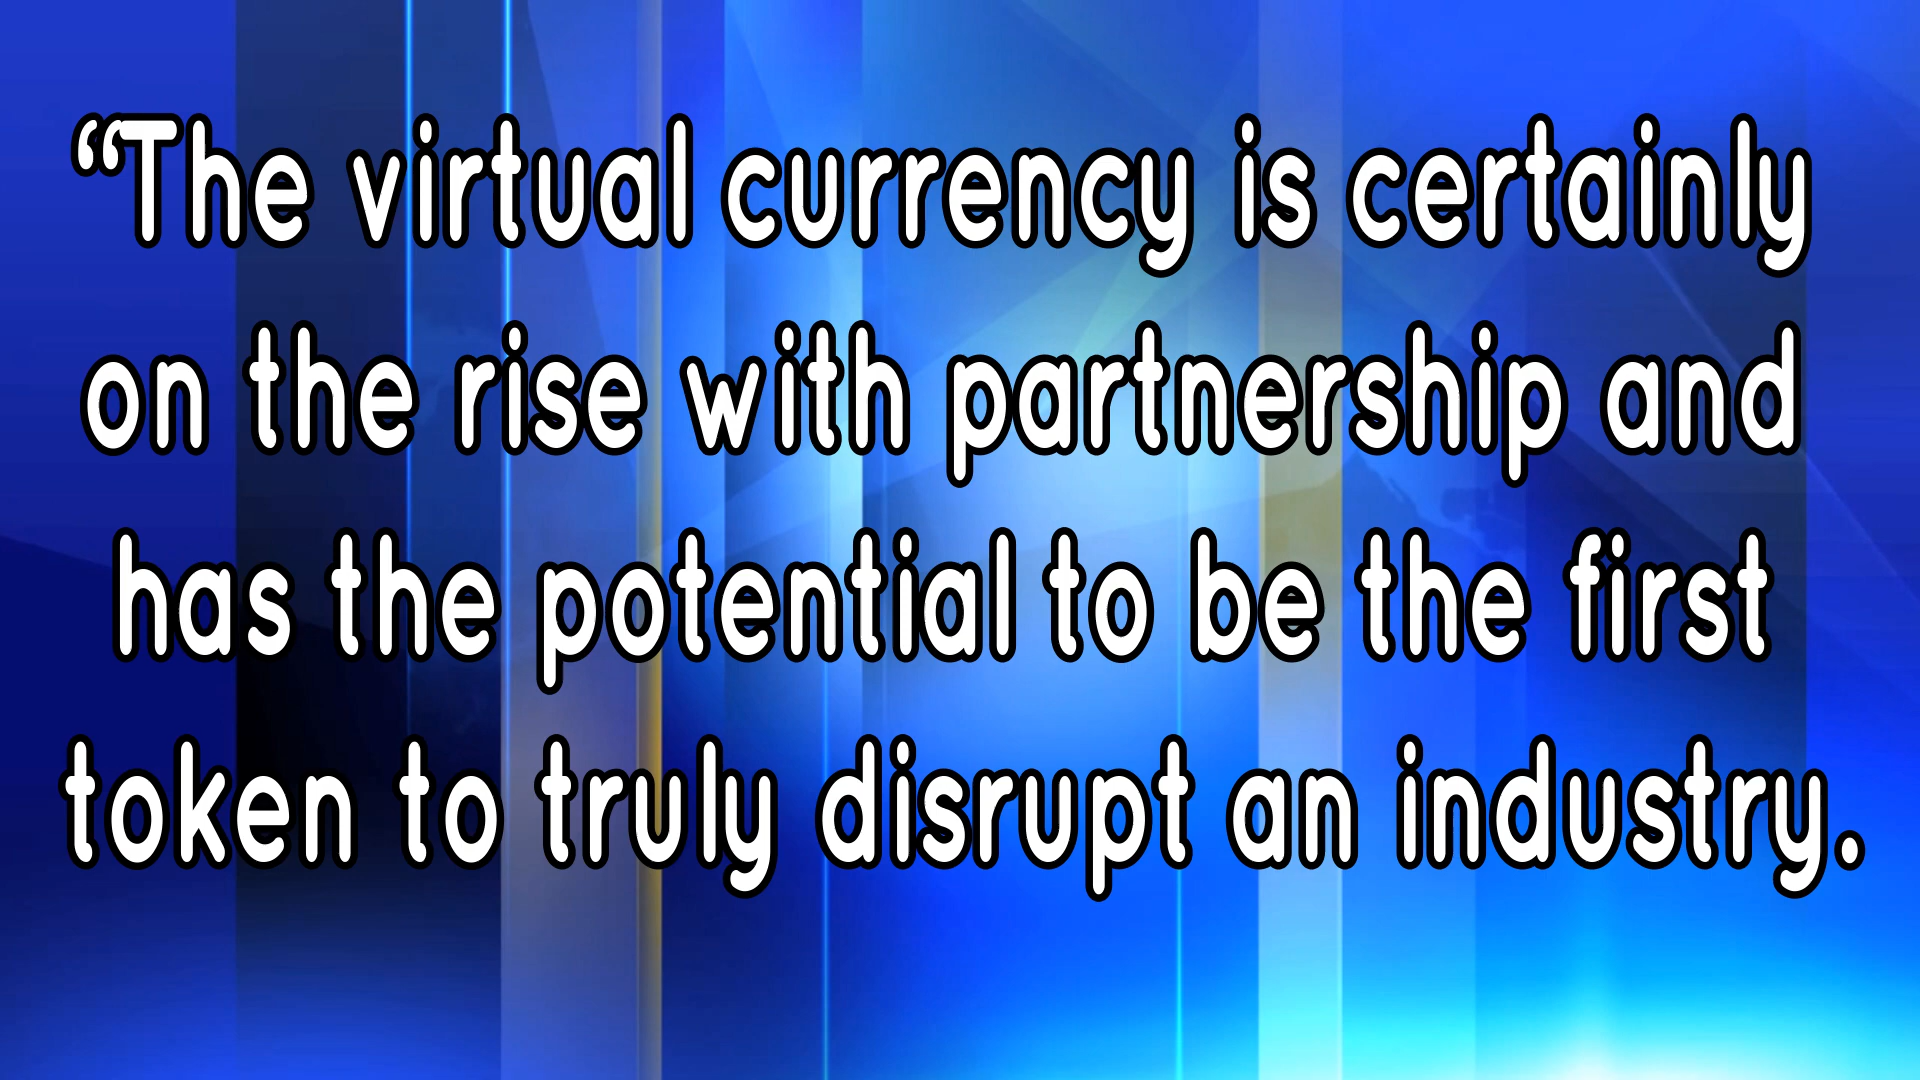 “The virtual currency is certainly
on the rise with partnership and
has the potential to be the first
token to truly disrupt an industry.